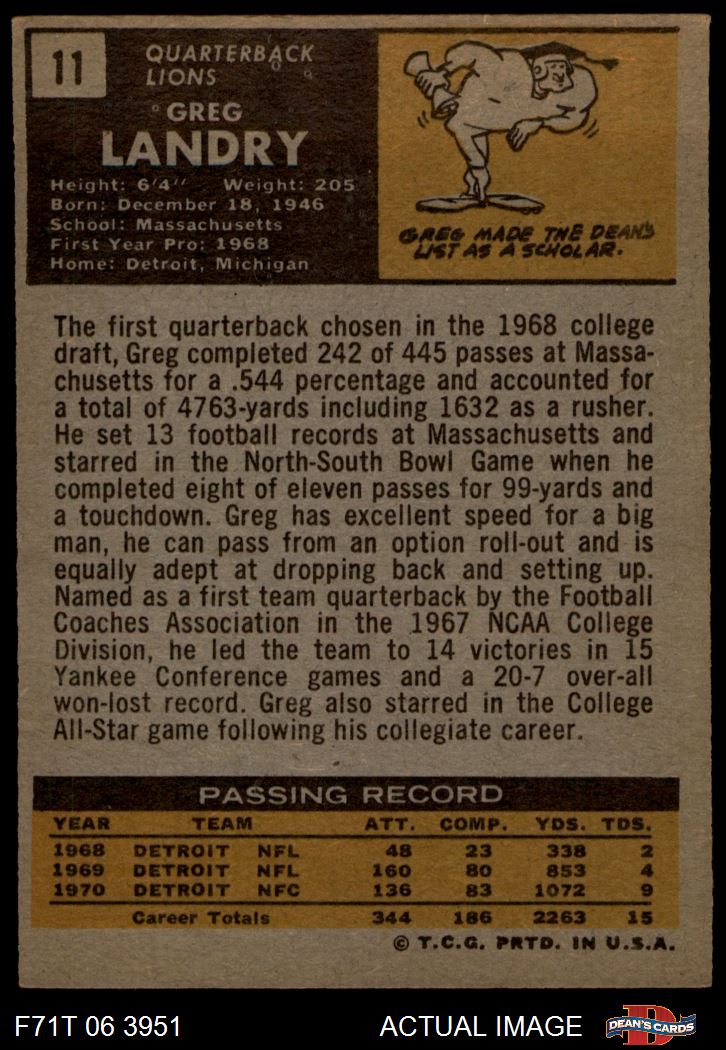 11
QUARTERBACK
LIONS
GREG
LANDRY
Height: 6'4" Weight: 205
Born: December 18, 1946
School: Massachusetts
First Year Pro: 1968
Home: Detroit, Michigan
GREG MADE THE DEAN'S
LIST AS A SCHOLAR.
The first quarterback chosen in the 1968 college
draft, Greg completed 242 of 445 passes at Massa-
chusetts for a .544 percentage and accounted for
a total of 4763-yards including 1632 as a rusher.
He set 13 football records at Massachusetts and
starred in the North-South Bowl Game when he
completed eight of eleven passes for 99-yards and
a touchdown. Greg has excellent speed for a big
man, he can pass from an option roll-out and is
equally adept at dropping back and setting up.
Named as a first team quarterback by the Football
Coaches Association in the 1967 NCAA College
Division, he led the team to 14 victories in 15
Yankee Conference games and a 20-7 over-all
won-lost record. Greg also starred in the College
All-Star game following his collegiate career.
PASSING RECORD
YEAR TEAM ATT. COMP. YDS. TDS.
1968 DETROIT NFL 48 23 338 2
1969 DETROIT NFL 160 80 853 4
1970 DETROIT NFC 136 83 1072 9
Career Totals 344 186 2263 15
© T.C.G. PRTD. IN U.S.A.
F71T 06 3951 ACTUAL IMAGE D DEAN'S CARDS